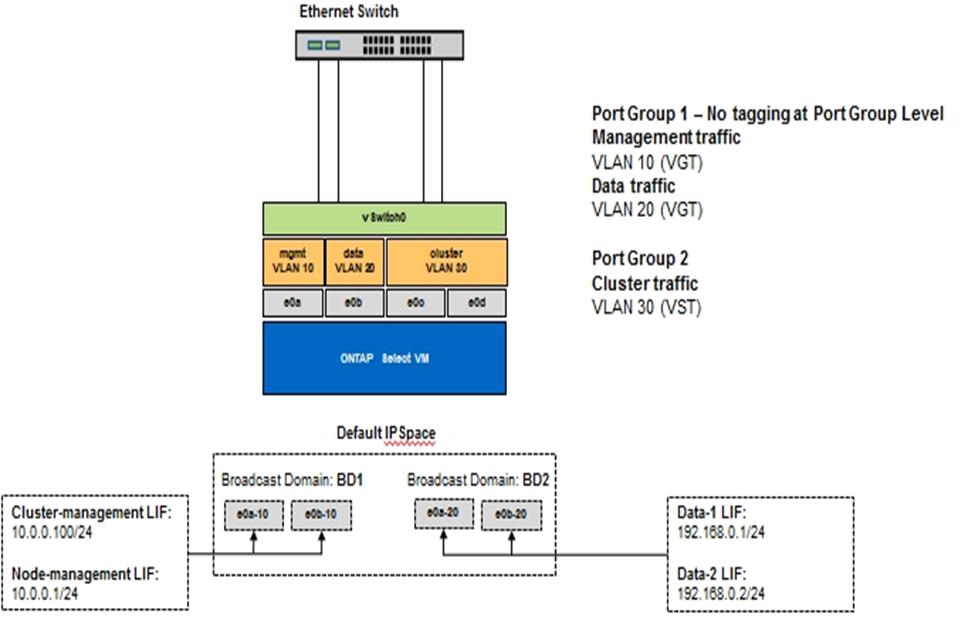 Ethernet Switch
Port Group 1 – No tagging at Port Group Level
Management traffic
VLAN 10 (VGT)
Data traffic
VLAN 20 (VGT)
Port Group 2
Cluster traffic
VLAN 30 (VST)
vSwitch0
mgmt
VLAN 10
data
VLAN 20
cluster
VLAN 30
e0a
e0b
e0c
e0d
ONTAP Select VM
Default IPSpace
Broadcast Domain: BD1
Broadcast Domain: BD2
e0a-10
e0b-10
e0a-20
e0b-20
Cluster-management LIF:
10.0.0.100/24
Node-management LIF:
10.0.0.1/24
Data-1 LIF:
192.168.0.1/24
Data-2 LIF:
192.168.0.2/24